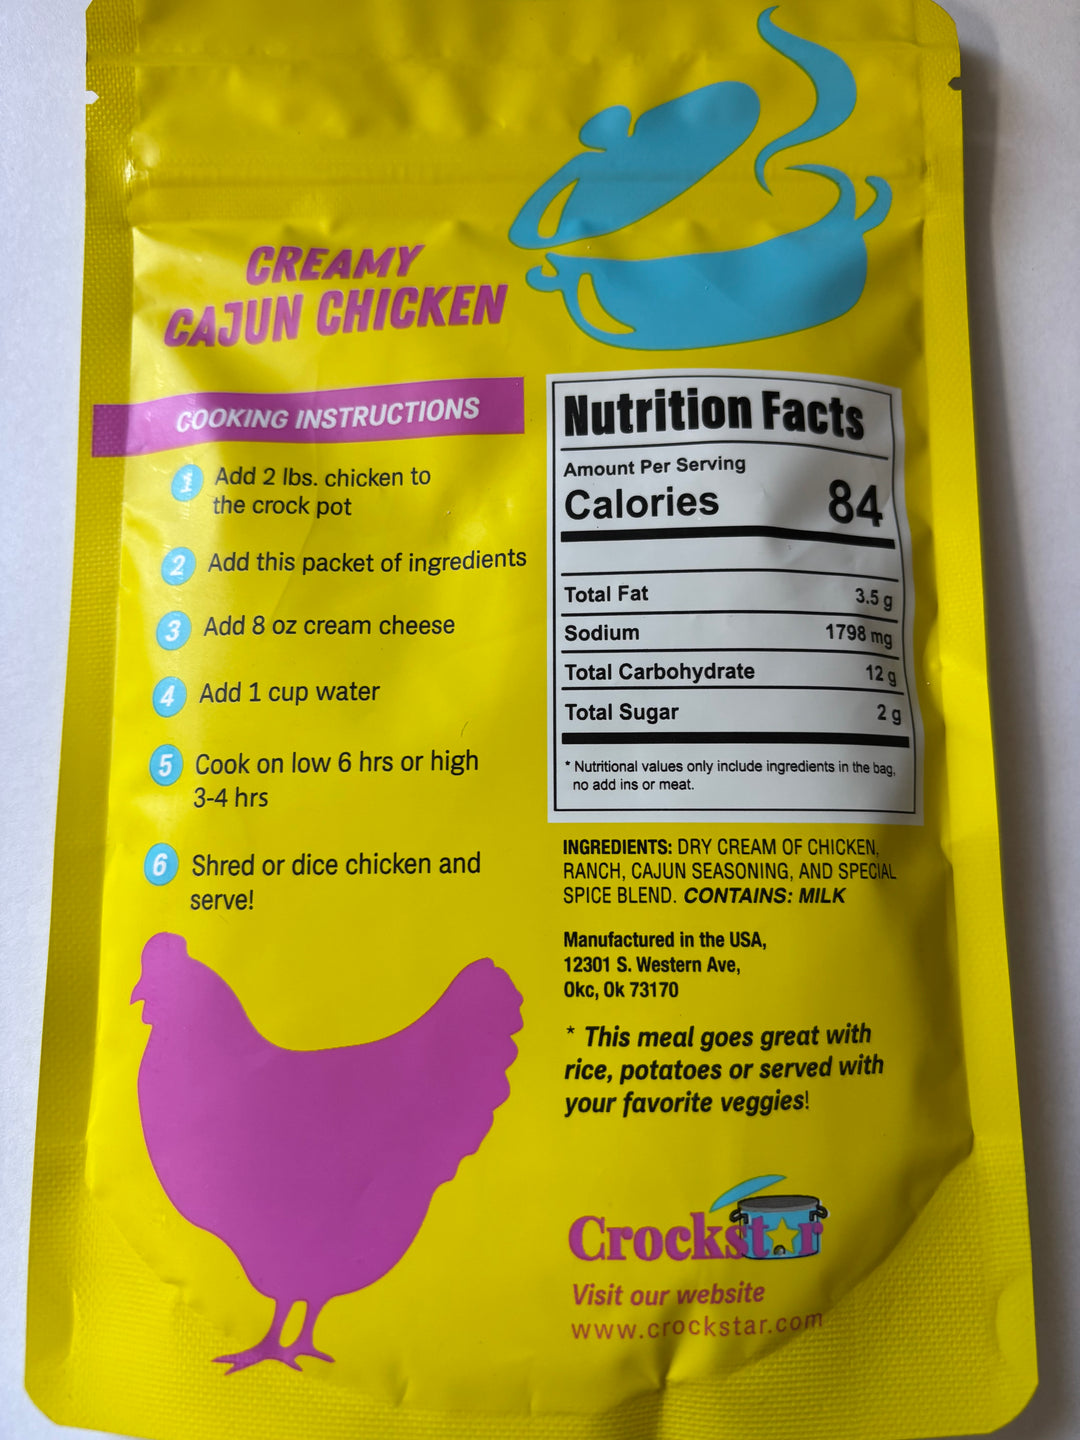 CREAMY
CAJUN CHICKEN
COOKING INSTRUCTIONS
1 Add 2 lbs. chicken to
the crock pot
2 Add this packet of ingredients
3 Add 8 oz cream cheese
4 Add 1 cup water
5 Cook on low 6 hrs or high
3-4 hrs
6 Shred or dice chicken and
serve!
Nutrition Facts
Amount Per Serving
Calories 84
Total Fat 3.5 g
Sodium 1798 mg
Total Carbohydrate 12 g
Total Sugar 2 g
* Nutritional values only include ingredients in the bag,
no add ins or meat.
INGREDIENTS: DRY CREAM OF CHICKEN,
RANCH, CAJUN SEASONING, AND SPECIAL
SPICE BLEND. CONTAINS: MILK
Manufactured in the USA,
12301 S. Western Ave,
Okc, Ok 73170
* This meal goes great with
rice, potatoes or served with
your favorite veggies!
Crockstar
Visit our website
www.crockstar.com